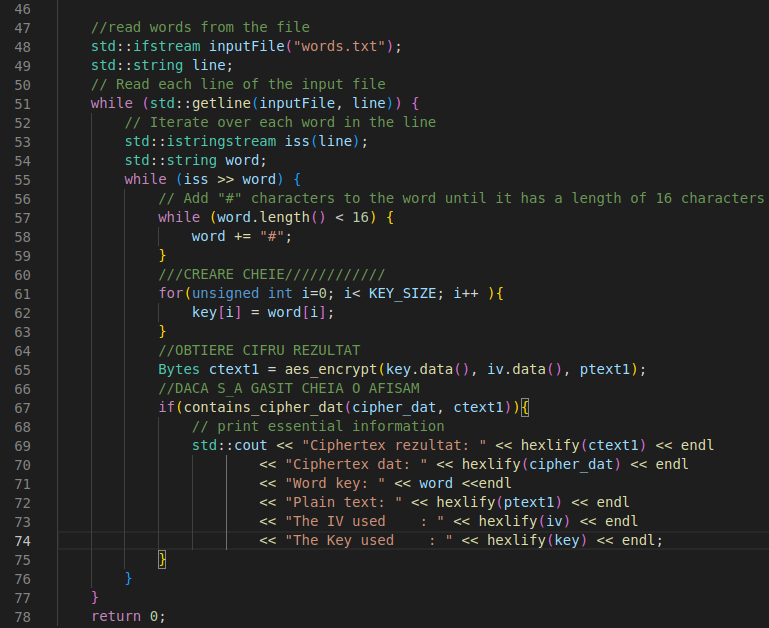 46
47 //read words from the file
48 std::ifstream inputFile("words.txt");
49 std::string line;
50 // Read each line of the input file
51 while (std::getline(inputFile, line)) {
52 // Iterate over each word in the line
53 std::istringstream iss(line);
54 std::string word;
55 while (iss >> word) {
56 // Add "#" characters to the word until it has a length of 16 characters
57 while (word.length() < 16) {
58 word += "#";
59 }
60 ///CREARE CHEIE////////////
61 for(unsigned int i=0; i< KEY_SIZE; i++ ){
62 key[i] = word[i];
63 }
64 //OBTIERE CIFRU REZULTAT
65 Bytes ctext1 = aes_encrypt(key.data(), iv.data(), ptext1);
66 //DACA S_A GASIT CHEIA O AFISAM
67 if(contains_cipher_dat(cipher_dat, ctext1)){
68 // print essential information
69 std::cout << "Ciphertex rezultat: " << hexlify(ctext1) << endl
70 << "Ciphertex dat: " << hexlify(cipher_dat) << endl
71 << "Word key: " << word <<endl
72 << "Plain text: " << hexlify(ptext1) << endl
73 << "The IV used    : " << hexlify(iv) << endl
74 << "The Key used    : " << hexlify(key) << endl;
75 }
76 }
77 }
78 return 0;